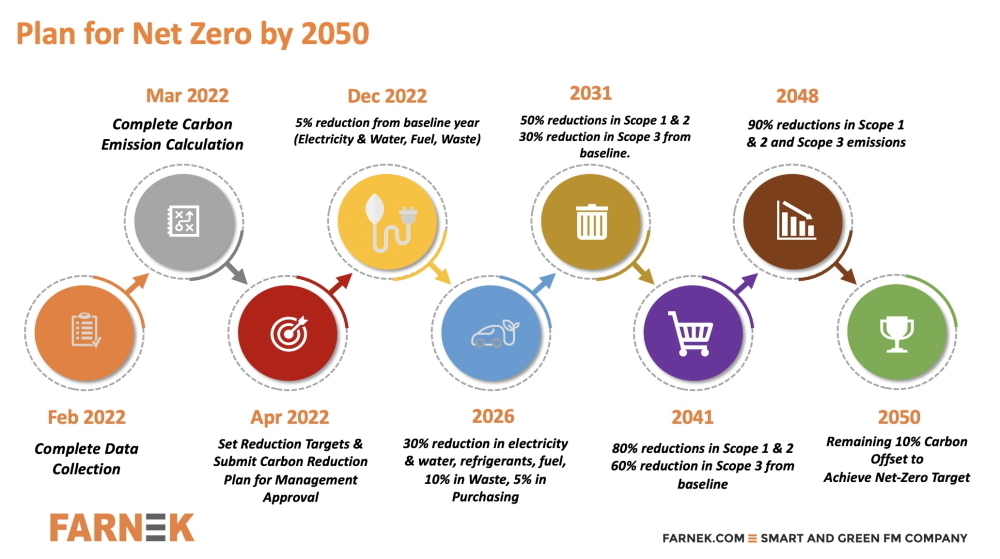 Plan for Net Zero by 2050
Mar 2022
Complete Carbon
Emission Calculation
Dec 2022
5% reduction from baseline year
(Electricity & Water, Fuel, Waste)
2031
50% reductions in Scope 1 & 2
30% reduction in Scope 3 from
baseline.
2048
90% reductions in Scope 1
& 2 and Scope 3 emissions
Feb 2022
Complete Data
Collection
Apr 2022
Set Reduction Targets &
Submit Carbon Reduction
Plan for Management
Approval
2026
30% reduction in electricity
& water, refrigerants, fuel,
10% in Waste, 5% in
Purchasing
2041
80% reductions in Scope 1 & 2
60% reduction in Scope 3 from
baseline
2050
Remaining 10% Carbon
Offset to
Achieve Net-Zero Target
FARNEK
FARNEK.COM SMART AND GREEN FM COMPANY